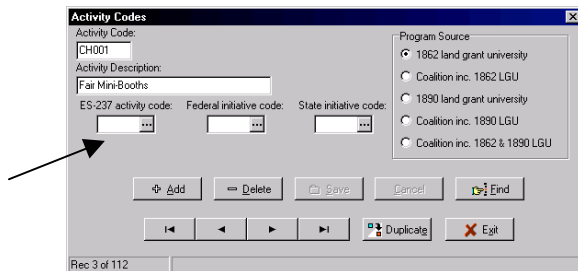 Activity Codes
Activity Code:
CH001
Activity Description:
Fair Mini-Booths
ES-237 activity code: Federal initiative code: State initiative code:
... ... ...
Program Source
1862 land grant university
Coalition inc. 1862 LGU
1890 land grant university
Coalition inc. 1890 LGU
Coalition inc. 1862 & 1890 LGU
Add Delete Save Cancel Find
Duplicate Exit
Rec 3 of 112